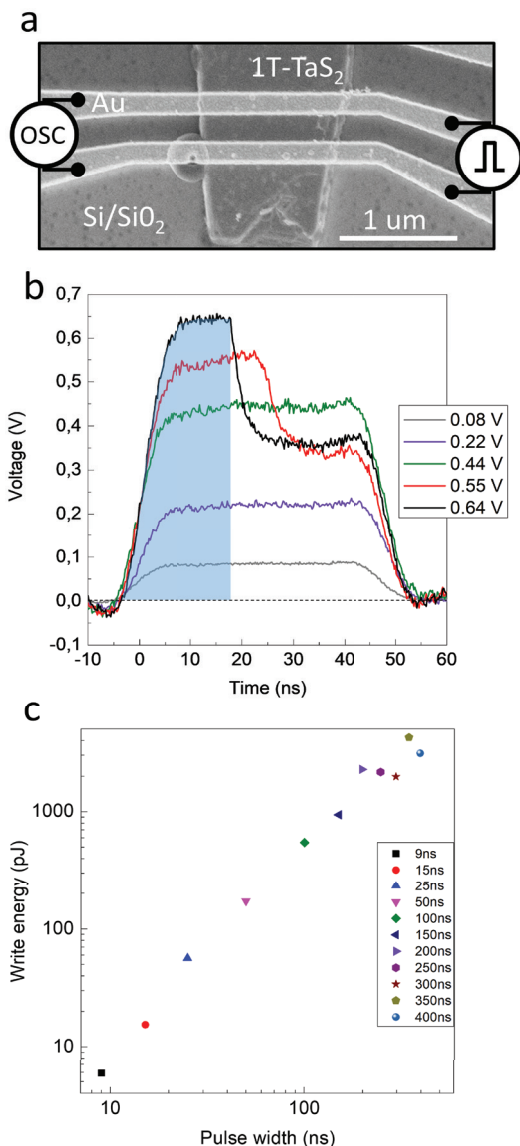 a
1T-TaS₂
Au
OSC
Si/Si0₂
1 um
b
0,7
0,6
0,5
0,4
0,3
0,2
0,1
0,0
-0,1
Voltage (V)
0.08 V
0.22 V
0.44 V
0.55 V
0.64 V
-10 0 10 20 30 40 50 60
Time (ns)
c
1000
100
10
Write energy (pJ)
9ns
15ns
25ns
50ns
100ns
150ns
200ns
250ns
300ns
350ns
400ns
10 100
Pulse width (ns)